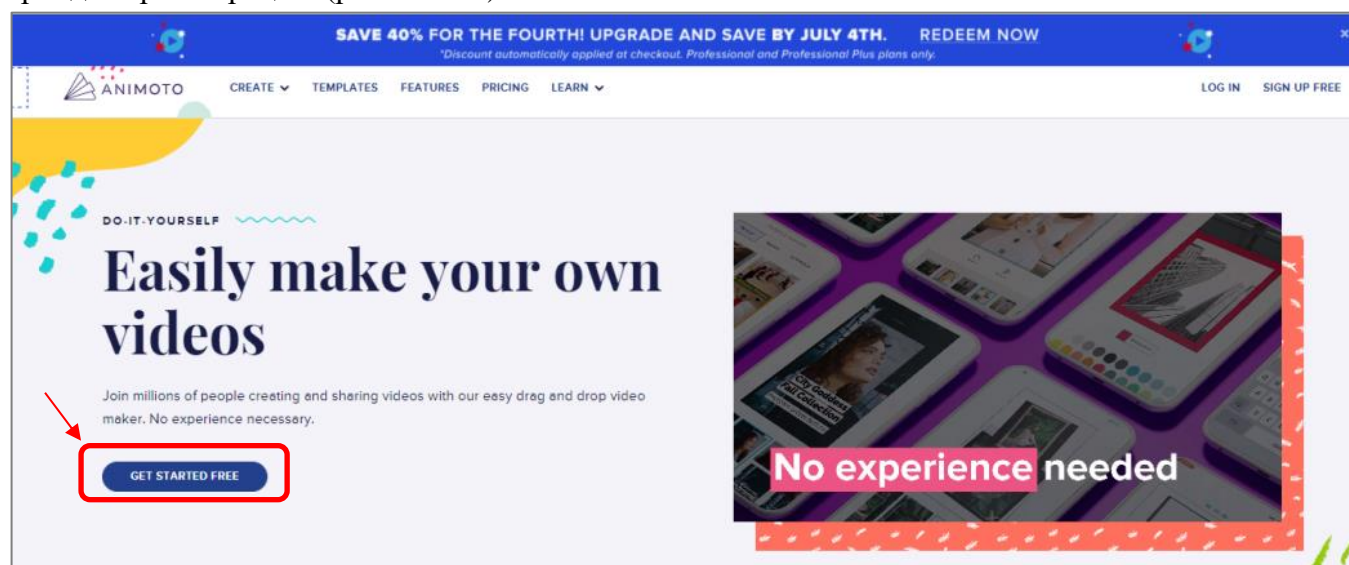 SAVE 40% FOR THE FOURTH! UPGRADE AND SAVE BY JULY 4TH. REDEEM NOW
*Discount automatically applied at checkout. Professional and Professional Plus plans only.
ANIMOTO CREATE TEMPLATES FEATURES PRICING LEARN LOG IN SIGN UP FREE
DO-IT-YOURSELF
Easily make your own
videos
Join millions of people creating and sharing videos with our easy drag and drop video
maker. No experience necessary.
GET STARTED FREE
City Goddess
Fall Collection
No experience needed